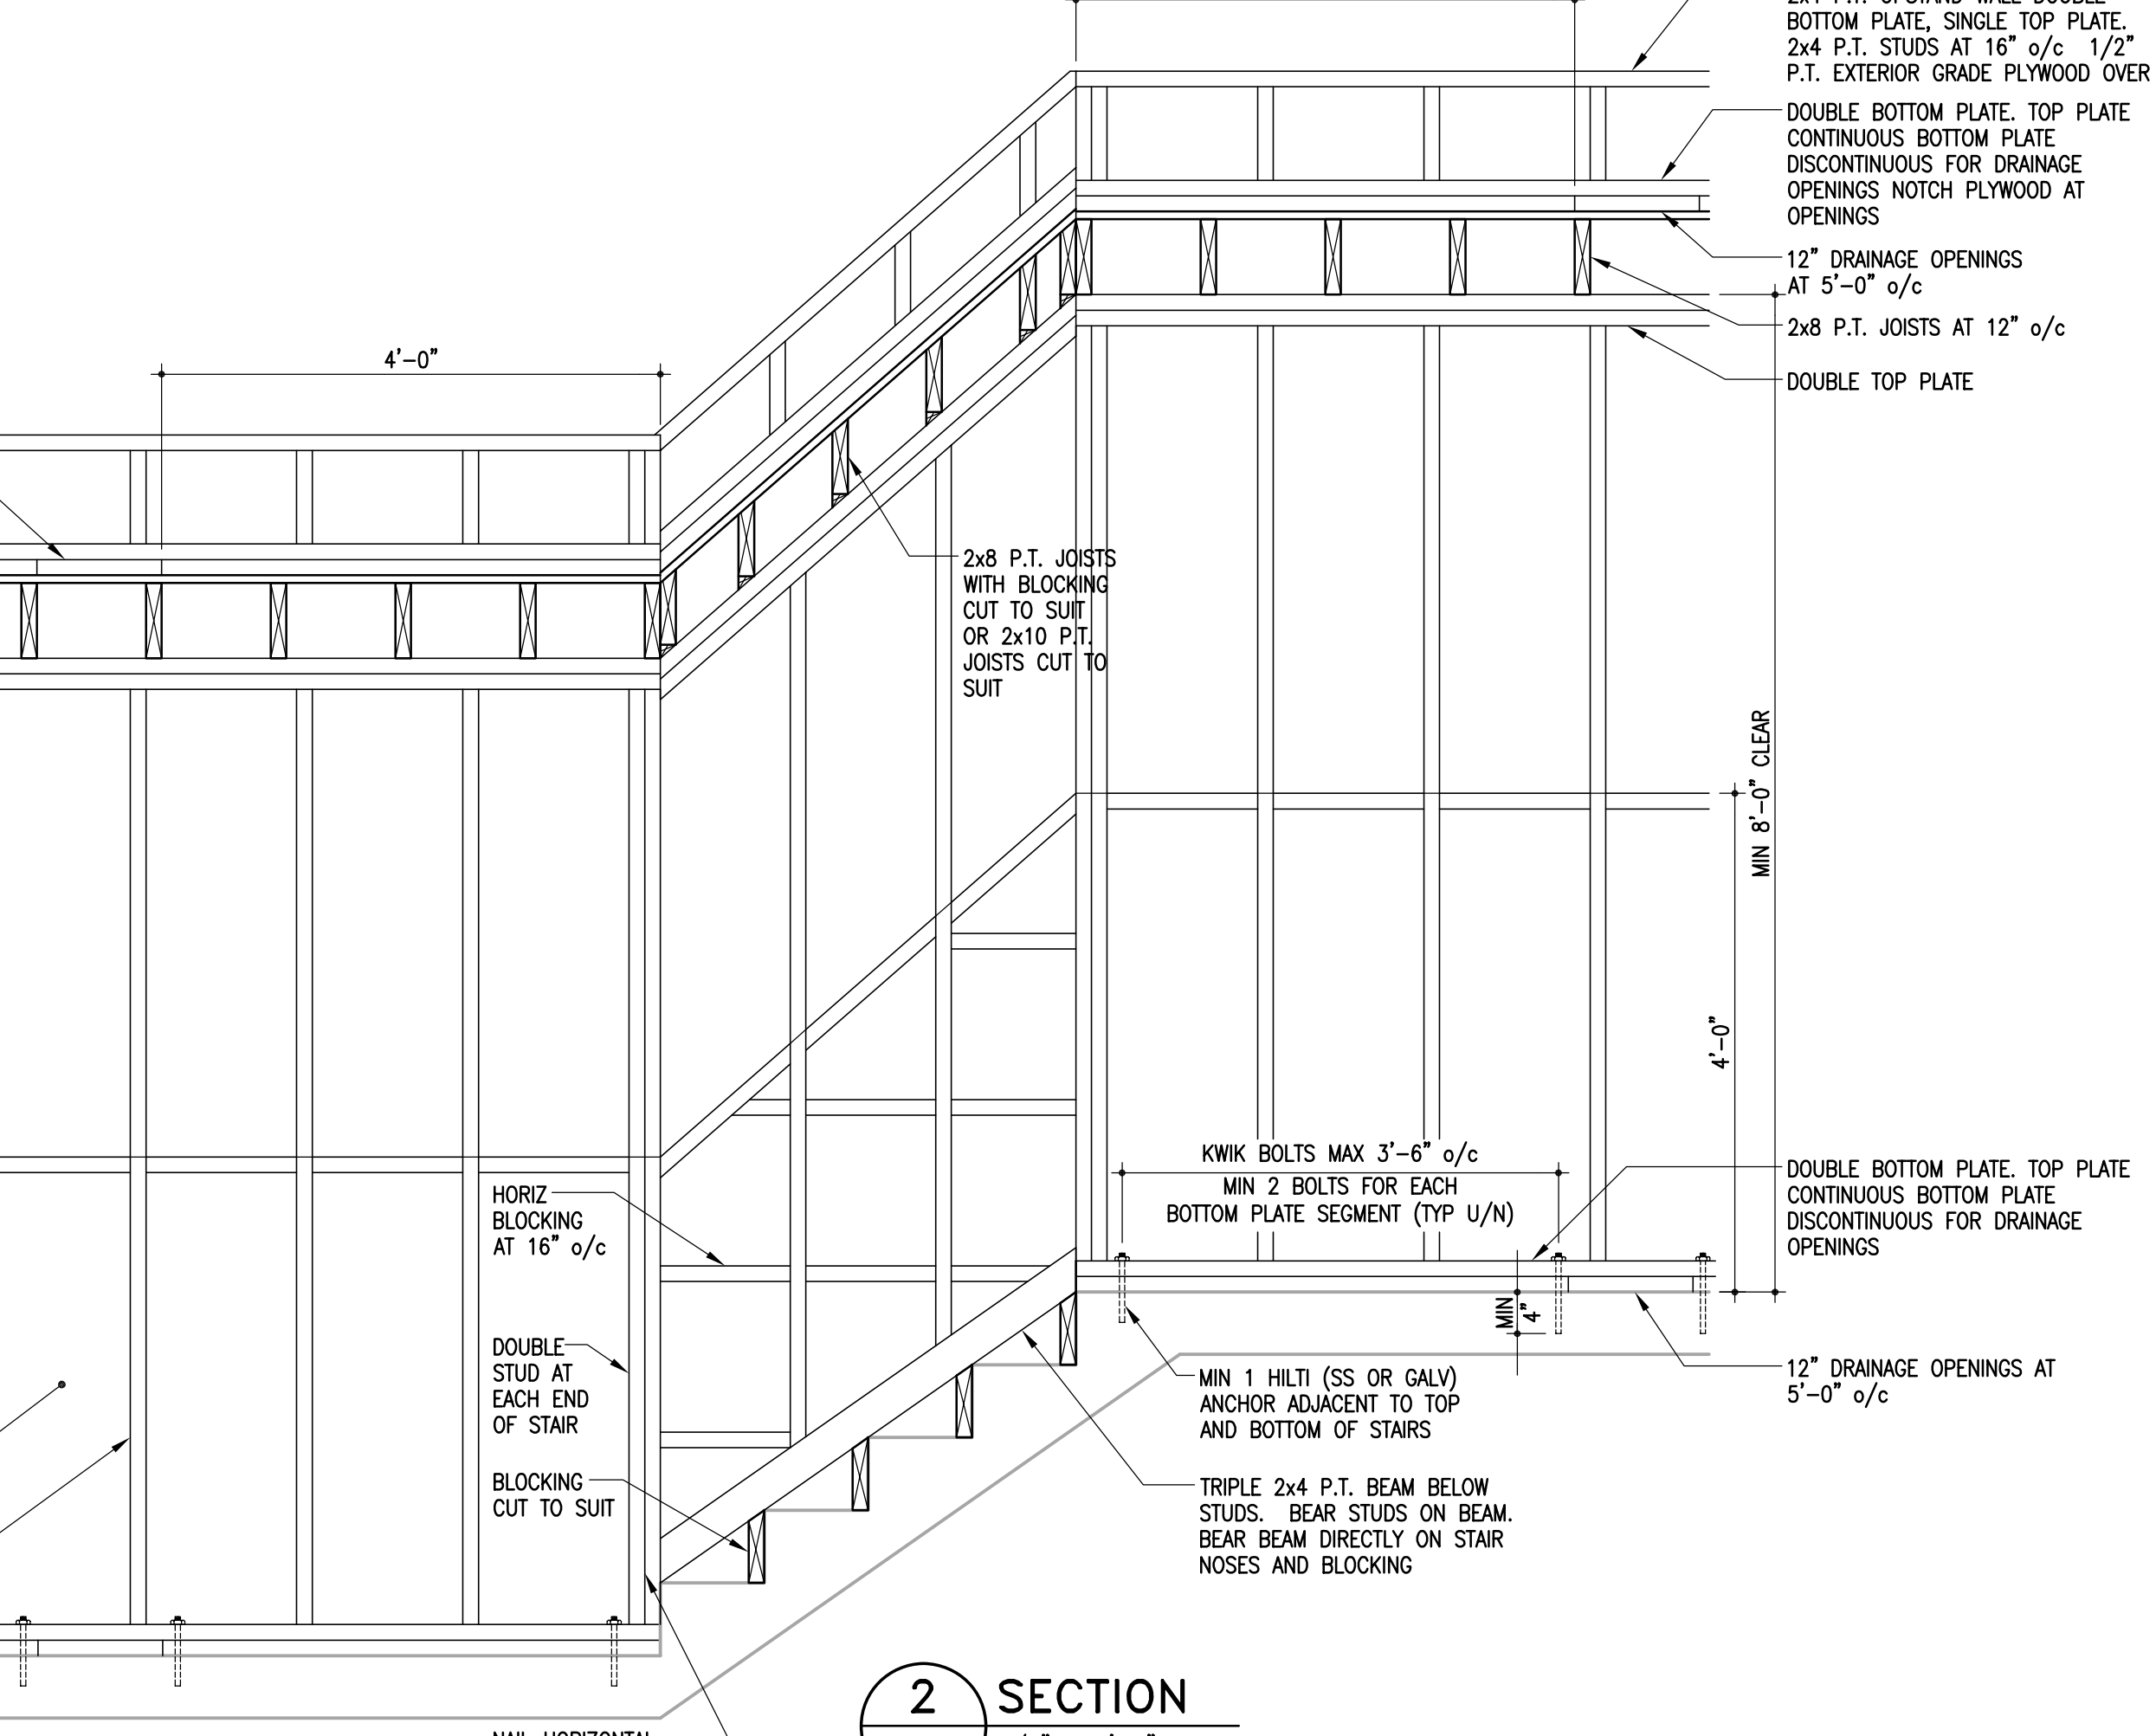 BOTTOM PLATE, SINGLE TOP PLATE.
2x4 P.T. STUDS AT 16" o/c 1/2"
P.T. EXTERIOR GRADE PLYWOOD OVER
DOUBLE BOTTOM PLATE. TOP PLATE
CONTINUOUS BOTTOM PLATE
DISCONTINUOUS FOR DRAINAGE
OPENINGS NOTCH PLYWOOD AT
OPENINGS
12" DRAINAGE OPENINGS
AT 5'-0" o/c
2x8 P.T. JOISTS AT 12" o/c
DOUBLE TOP PLATE
4'-0"
2x8 P.T. JOISTS
WITH BLOCKING
CUT TO SUIT
OR 2x10 P.T.
JOISTS CUT TO
SUIT
MIN 8'-0" CLEAR
4'-0"
KWIK BOLTS MAX 3'-6" o/c
MIN 2 BOLTS FOR EACH
BOTTOM PLATE SEGMENT (TYP U/N)
DOUBLE BOTTOM PLATE. TOP PLATE
CONTINUOUS BOTTOM PLATE
DISCONTINUOUS FOR DRAINAGE
OPENINGS
HORIZ
BLOCKING
AT 16" o/c
DOUBLE
STUD AT
EACH END
OF STAIR
BLOCKING
CUT TO SUIT
MIN
4"
MIN 1 HILTI (SS OR GALV)
ANCHOR ADJACENT TO TOP
AND BOTTOM OF STAIRS
12" DRAINAGE OPENINGS AT
5'-0" o/c
TRIPLE 2x4 P.T. BEAM BELOW
STUDS. BEAR STUDS ON BEAM.
BEAR BEAM DIRECTLY ON STAIR
NOSES AND BLOCKING
2 SECTION
NAIL HORIZONTAL